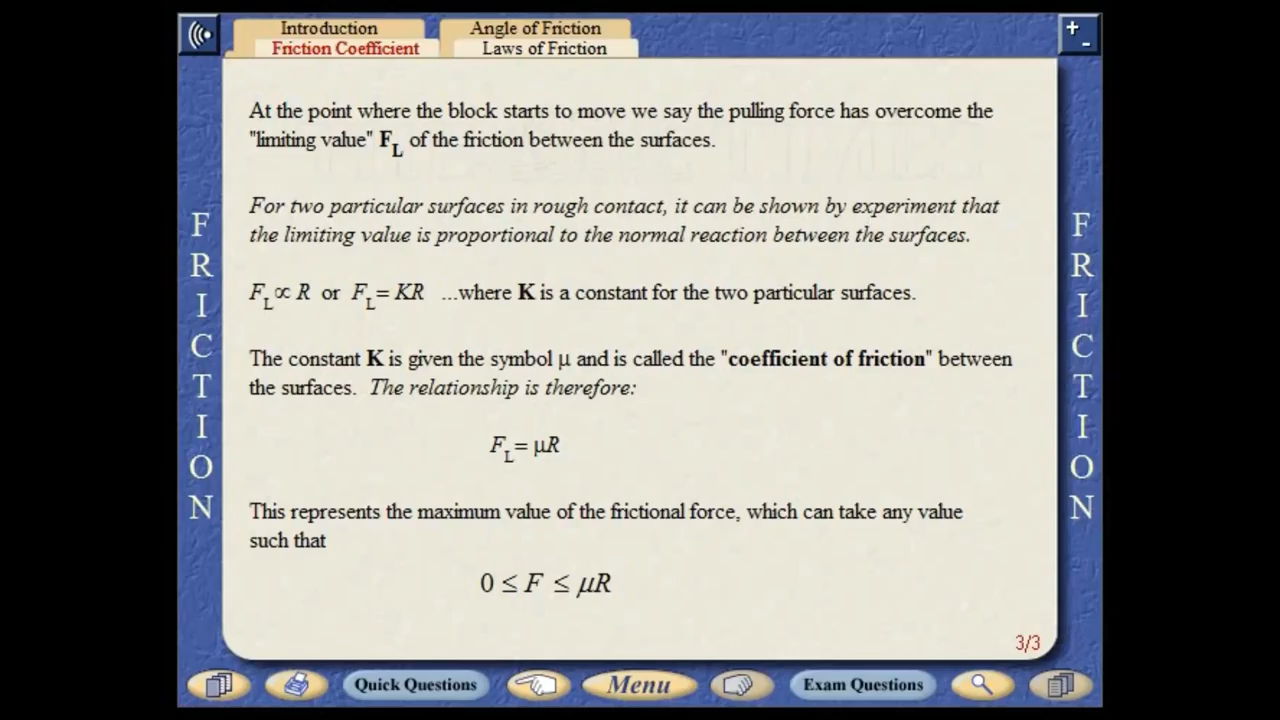 Introduction
Angle of Friction
Friction Coefficient
Laws of Friction
+
-
At the point where the block starts to move we say the pulling force has overcome the
"limiting value" F_L of the friction between the surfaces.
For two particular surfaces in rough contact, it can be shown by experiment that
the limiting value is proportional to the normal reaction between the surfaces.
F_L ∝ R or F_L = KR ...where K is a constant for the two particular surfaces.
The constant K is given the symbol μ and is called the "coefficient of friction" between
the surfaces. The relationship is therefore:
F_L = μR
This represents the maximum value of the frictional force, which can take any value
such that
0 ≤ F ≤ μR
3/3
FRICTION
FRICTION
Quick Questions
Menu
Exam Questions